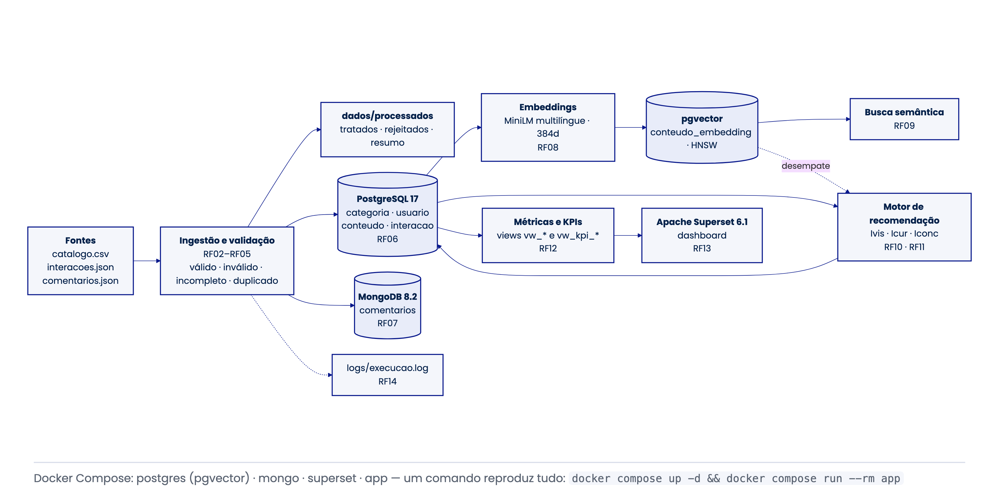 Fontes
catalogo.csv
interacoes.json
comentarios.json
Ingestão e validação
RF02–RF05
válido · inválido ·
incompleto · duplicado
dados/processados
tratados · rejeitados ·
resumo
PostgreSQL 17
categoria · usuario
conteudo · interacao
RF06
MongoDB 8.2
comentarios
RF07
logs/execucao.log
RF14
Embeddings
MiniLM multilíngue ·
384d
RF08
Métricas e KPIs
views vw_* e vw_kpi_*
RF12
pgvector
conteudo_embedding
· HNSW
Apache Superset 6.1
dashboard
RF13
desempate
Busca semântica
RF09
Motor de
recomendação
Ivis · Icur · Iconc
RF10 · RF11
Docker Compose: postgres (pgvector) · mongo · superset · app — um comando reproduz tudo: docker compose up -d && docker compose run --rm app